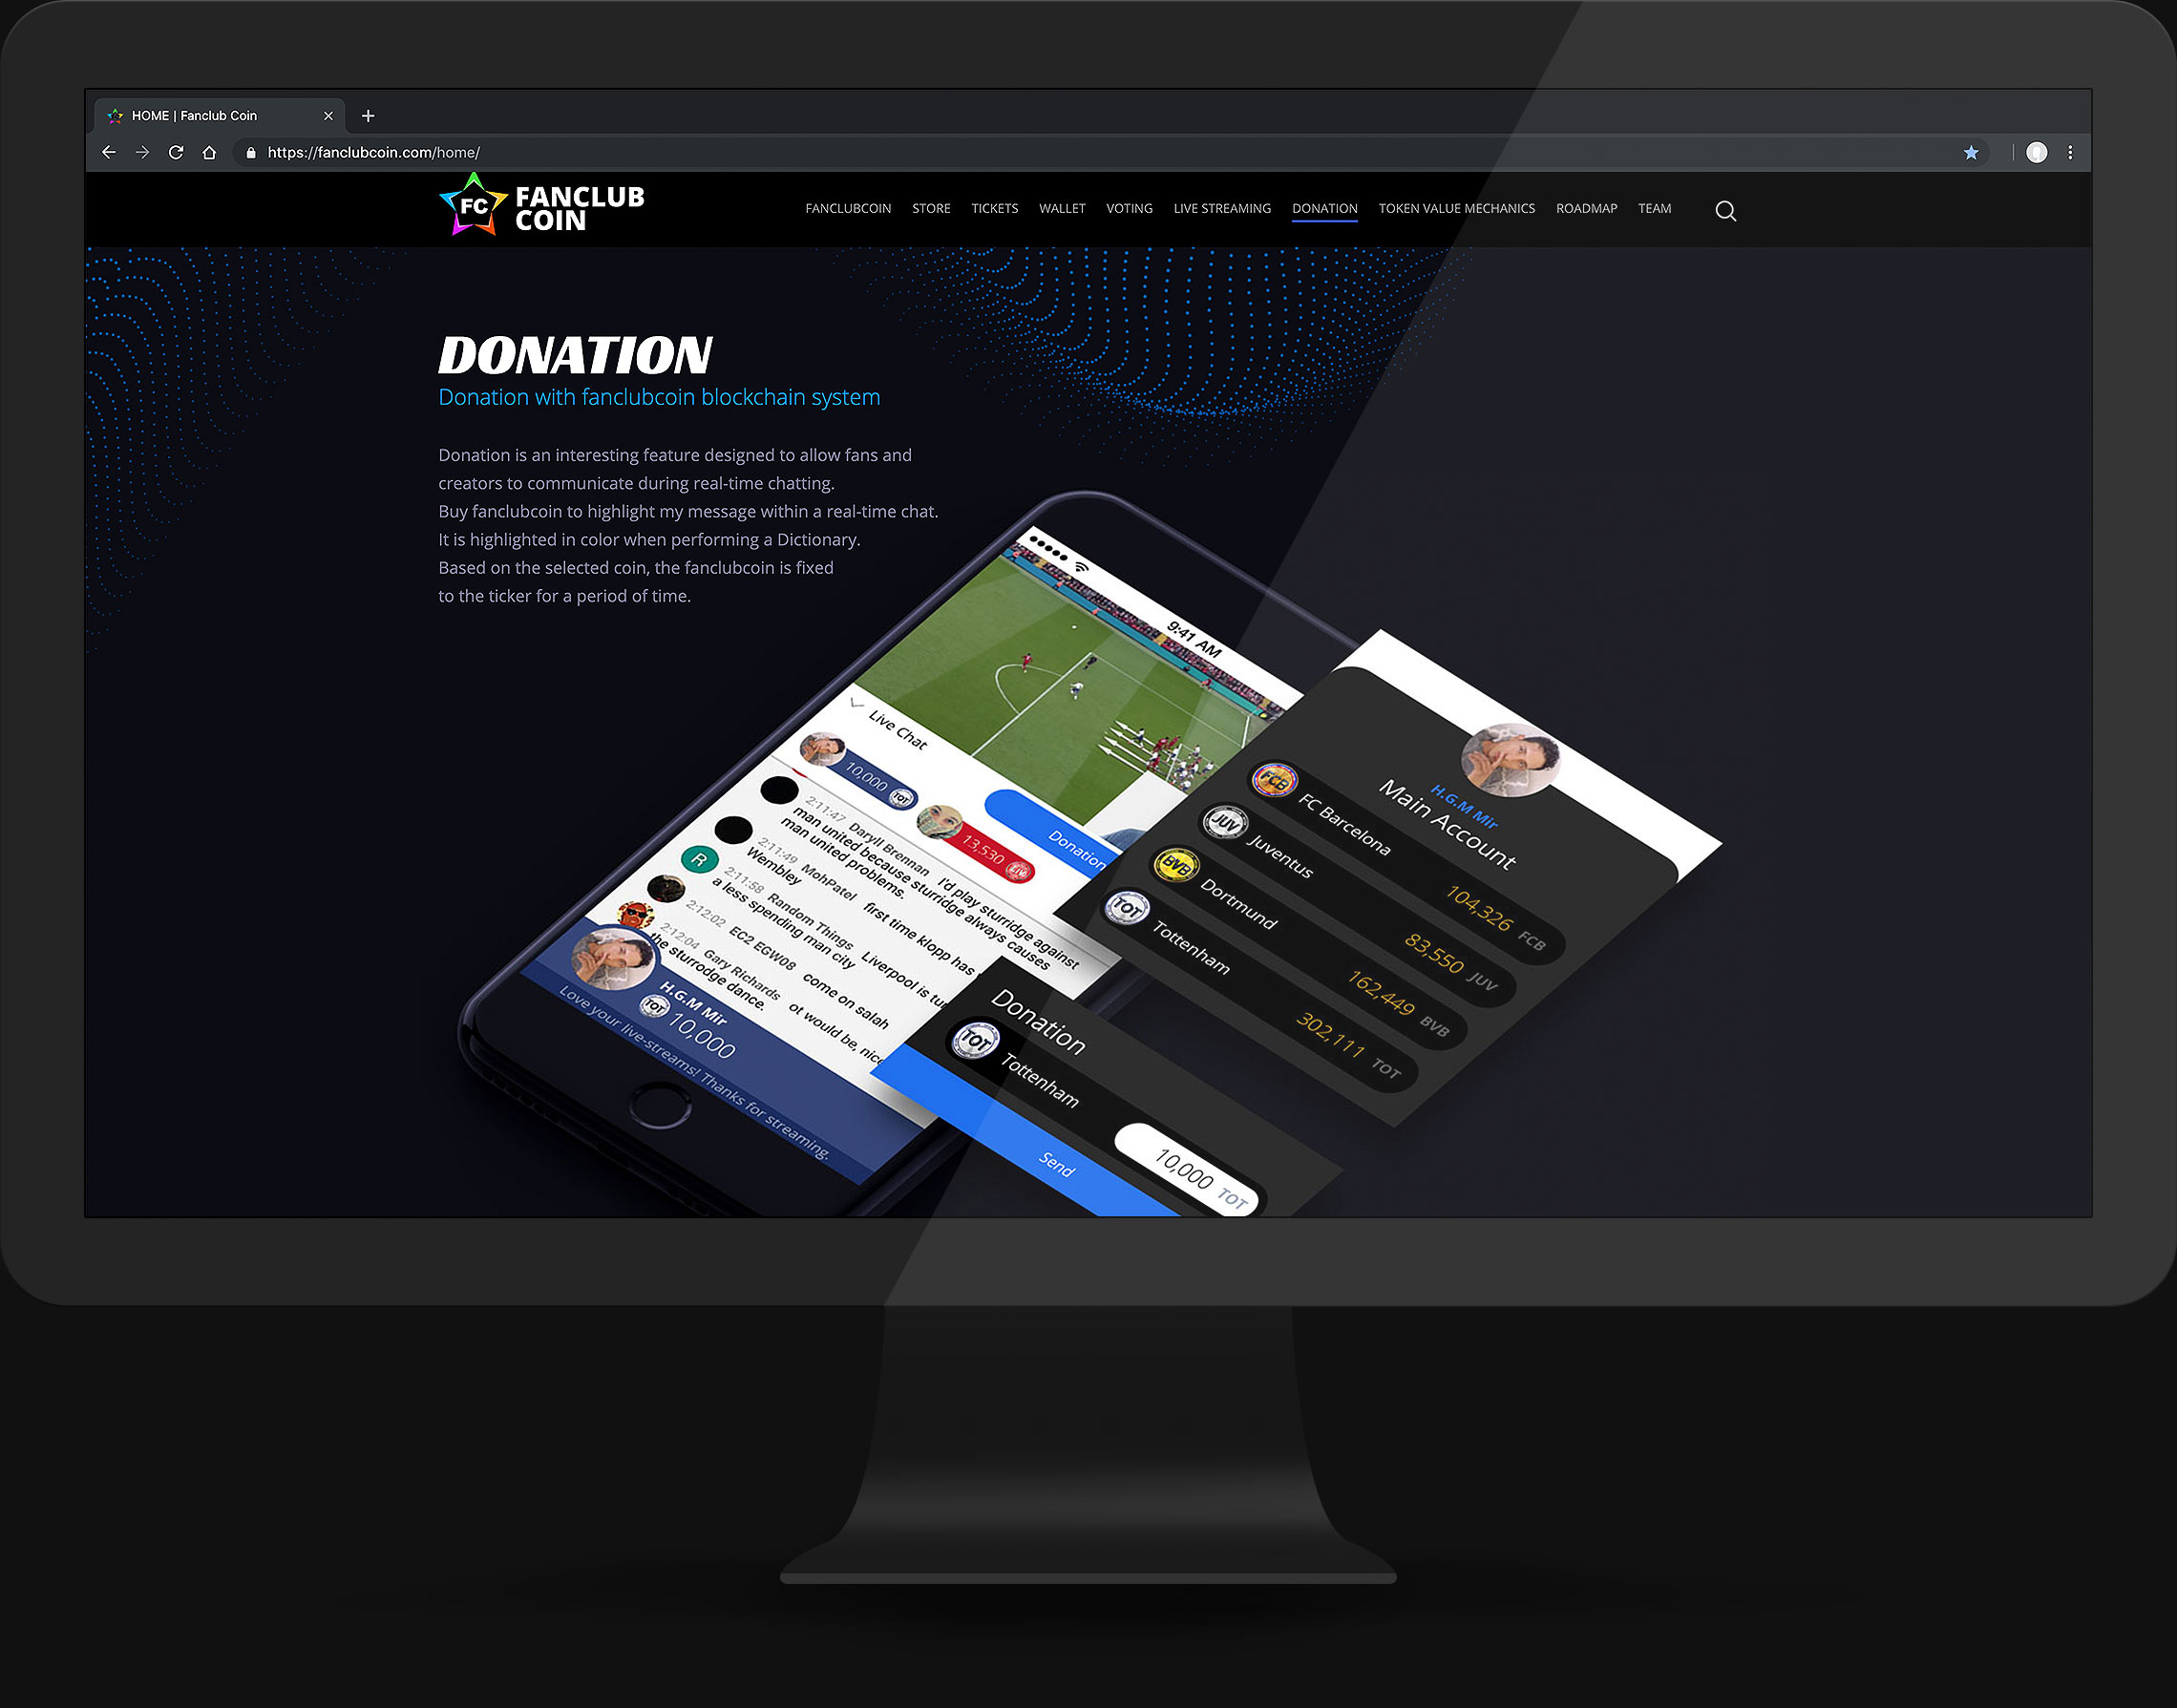 HOME | Fanclub Coin
https://fanclubcoin.com/home/
FC
FANCLUB
COIN
FANCLUBCOIN STORE TICKETS WALLET VOTING LIVE STREAMING DONATION TOKEN VALUE MECHANICS ROADMAP TEAM
DONATION
Donation with fanclubcoin blockchain system
Donation is an interesting feature designed to allow fans and
creators to communicate during real-time chatting.
Buy fanclubcoin to highlight my message within a real-time chat.
It is highlighted in color when performing a Dictionary.
Based on the selected coin, the fanclubcoin is fixed
to the ticker for a period of time.
9:41 AM
Live Chat
10,000 TOT
13,530
Donation
2:11:47 Daryll Brennan I'd play sturridge against
man united because sturridge always causes
man united problems.
2:11:49 MohPatel first time klopp has
Wembley
R
2:11:58 Random Things Liverpool is
a less spending man city
2:12:02 EC2 EGW08 come on salah
2:12:04 Gary Richards ot would be, nice
the sturrodge dance.
H.G.M Mir
TOT 10,000
Love your live-streams! Thanks for streaming.
H.G.M Mir
Main Account
FCB FC Barcelona 104,326 FCB
JUV Juventus 83,550 JUV
BVB Dortmund 162,449 BVB
TOT Tottenham 302,111 TOT
Donation
TOT Tottenham
10,000 TOT
Send